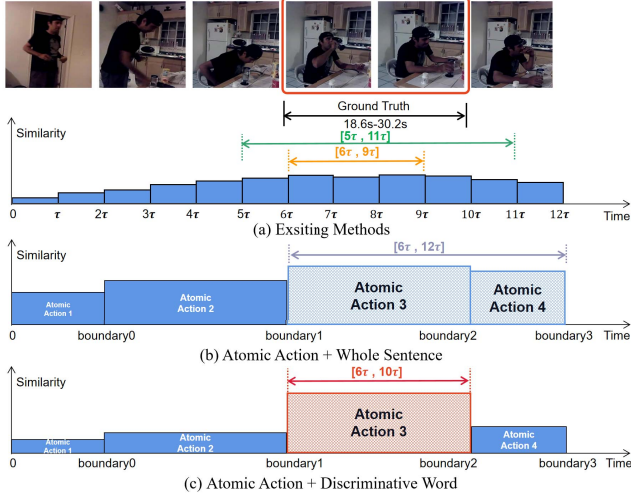 Ground Truth
18.6s-30.2s
[5τ , 11τ]
[6τ , 9τ]
Similarity
0 τ 2τ 3τ 4τ 5τ 6τ 7τ 8τ 9τ 10τ 11τ 12τ Time
(a) Exsiting Methods
Similarity
[6τ , 12τ]
Atomic
Action 1
Atomic
Action 2
Atomic
Action 3
Atomic
Action 4
0 boundary0 boundary1 boundary2 boundary3 Time
(b) Atomic Action + Whole Sentence
Similarity
[6τ , 10τ]
Atomic
Action 1
Atomic
Action 2
Atomic
Action 3
Atomic
Action 4
0 boundary0 boundary1 boundary2 boundary3 Time
(c) Atomic Action + Discriminative Word